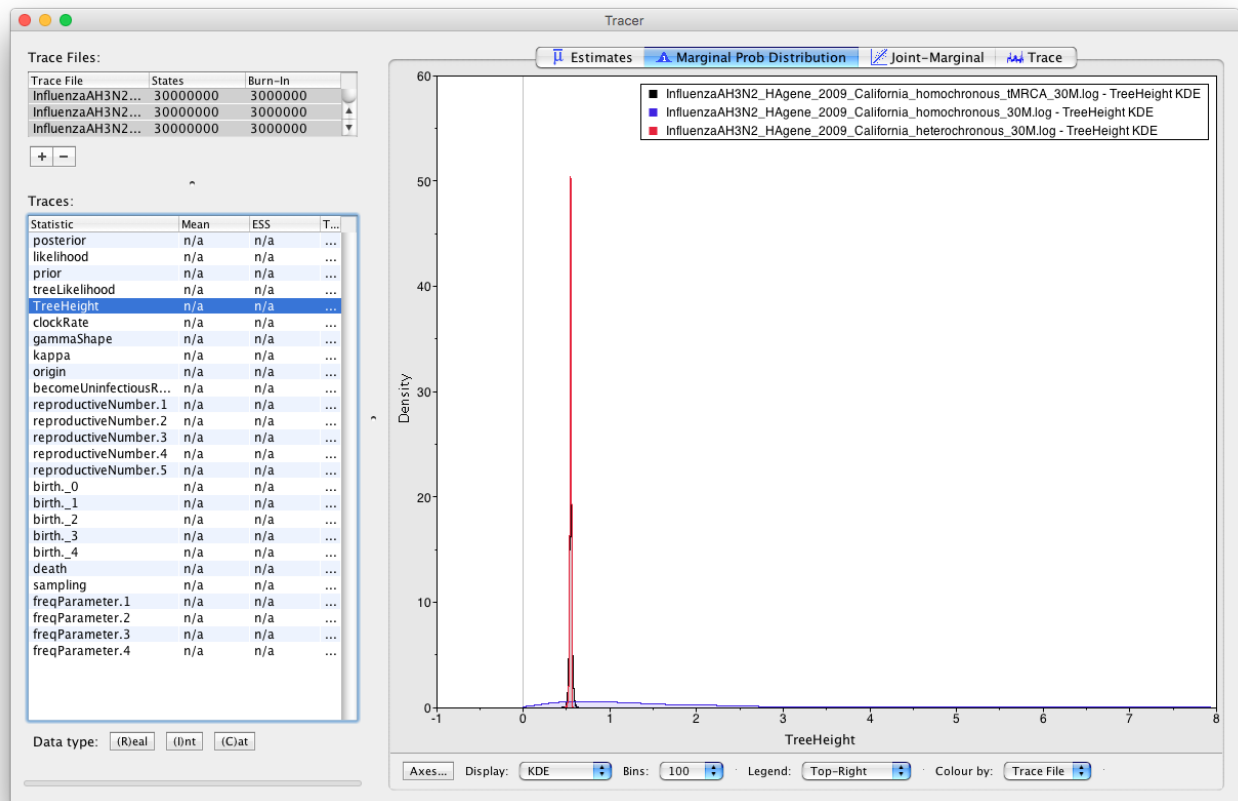 Tracer
Trace Files:
Trace File States Burn-In
InfluenzaAH3N2... 30000000 3000000
InfluenzaAH3N2... 30000000 3000000
InfluenzaAH3N2... 30000000 3000000
+ −
Traces:
Statistic Mean ESS T...
posterior n/a n/a ...
likelihood n/a n/a ...
prior n/a n/a ...
treeLikelihood n/a n/a ...
TreeHeight n/a n/a ...
clockRate n/a n/a ...
gammaShape n/a n/a ...
kappa n/a n/a ...
origin n/a n/a ...
becomeUninfectiousR... n/a n/a ...
reproductiveNumber.1 n/a n/a ...
reproductiveNumber.2 n/a n/a ...
reproductiveNumber.3 n/a n/a ...
reproductiveNumber.4 n/a n/a ...
reproductiveNumber.5 n/a n/a ...
birth._0 n/a n/a ...
birth._1 n/a n/a ...
birth._2 n/a n/a ...
birth._3 n/a n/a ...
birth._4 n/a n/a ...
death n/a n/a ...
sampling n/a n/a ...
freqParameter.1 n/a n/a ...
freqParameter.2 n/a n/a ...
freqParameter.3 n/a n/a ...
freqParameter.4 n/a n/a ...
Data type: (R)eal (I)nt (C)at
μ Estimates Marginal Prob Distribution Joint-Marginal Trace
InfluenzaAH3N2_HAgene_2009_California_homochronous_tMRCA_30M.log - TreeHeight KDE
InfluenzaAH3N2_HAgene_2009_California_homochronous_30M.log - TreeHeight KDE
InfluenzaAH3N2_HAgene_2009_California_heterochronous_30M.log - TreeHeight KDE
60
50
40
30
20
10
0
Density
-1 0 1 2 3 4 5 6 7 8
TreeHeight
Axes... Display: KDE Bins: 100 Legend: Top-Right Colour by: Trace File